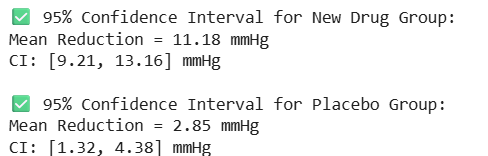 ✅ 95% Confidence Interval for New Drug Group:
Mean Reduction = 11.18 mmHg
CI: [9.21, 13.16] mmHg
✅ 95% Confidence Interval for Placebo Group:
Mean Reduction = 2.85 mmHg
CI: [1.32, 4.38] mmHg